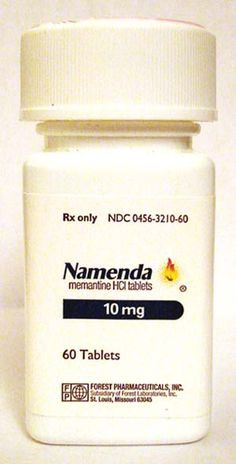 Rx only NDC 0456-3210-60
Namenda
memantine HCl tablets
®
10 mg
60 Tablets
FP
FOREST PHARMACEUTICALS, INC.
Subsidiary of Forest Laboratories, Inc.
St. Louis, Missouri 63045